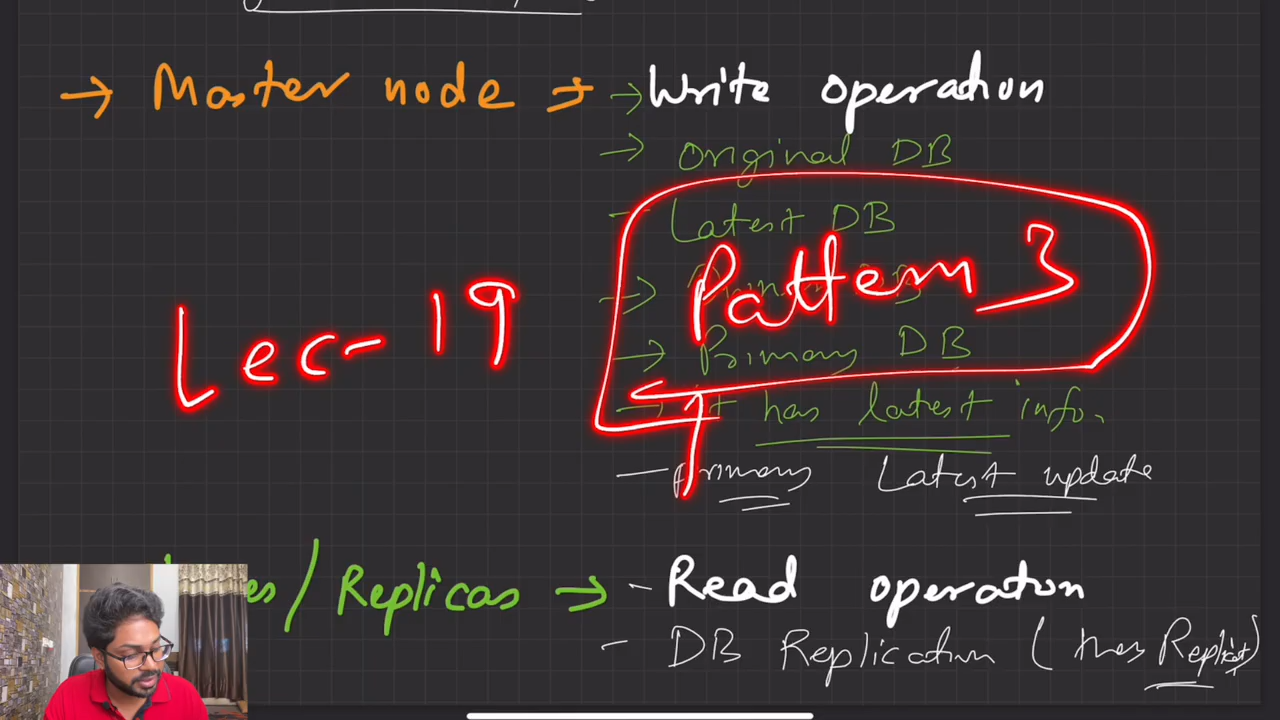 → Master node → → Write operation
→ Original DB
- Latest DB
Pattern 3
Lec-19
→ Primary DB
→ it has latest info.
- Primary Latest update
/Replicas → - Read operation
- DB Replication (has Replica)